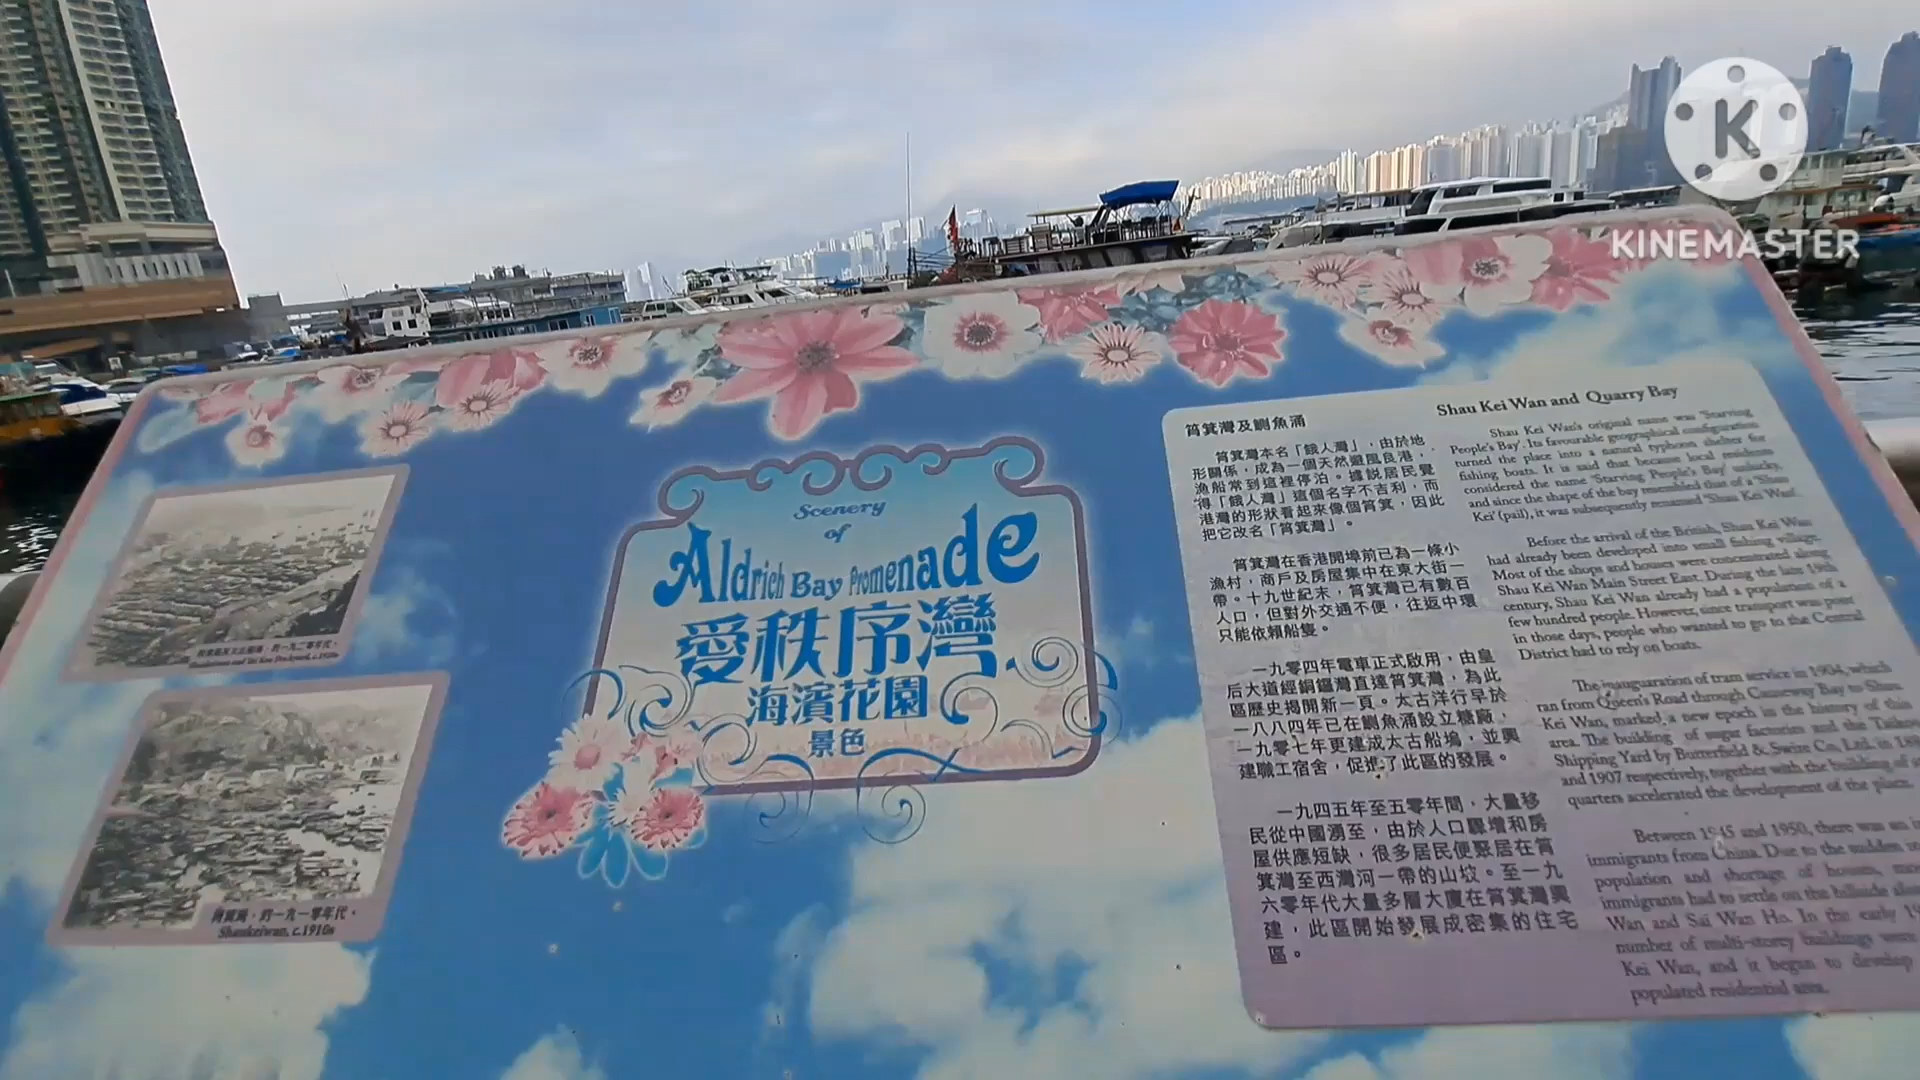 K
KINEMASTER
Scenery
of
Aldrich Bay Promenade
愛秩序灣
海濱花園
景色
Shaukeiwan, c.1910s
筲箕灣及鰂魚涌
筲箕灣本名「餓人灣」，由於地
形關係，成為一個天然避風良港，
漁船常到這裡停泊。據説居民覺
得「餓人灣」這個名字不吉利，而
港灣的形狀看起來像個筲箕，因此
把它改名「筲箕灣」。
筲箕灣在香港開埠前已為一條小
漁村，商戶及房屋集中在東大街一
帶。十九世紀末，筲箕灣已有數百
人口，但對外交通不便，往返中環
只能依賴船隻。
一九零四年電車正式啟用，由皇
后大道經銅鑼灣直達筲箕灣，為此
區歷史揭開新一頁。太古洋行早於
一八八四年已在鰂魚涌設立糖廠，
一九零七年更建成太古船塢，並興
建職工宿舍，促進了此區的發展。
一九四五年至五零年間，大量移
民從中國湧至，由於人口驟增和房
屋供應短缺，很多居民便聚居在筲
箕灣至西灣河一帶的山坡。至一九
六零年代大量多層大廈在筲箕灣興
建，此區開始發展成密集的住宅
區。
Shau Kei Wan and Quarry Bay
Shau Kei Wan's original name was 'Starving
People's Bay'. Its favourable geographical configuration
turned the place into a natural typhoon shelter for
fishing boats. It is said that because local residents
considered the name 'Starving People's Bay' unlucky,
and since the shape of the bay resembled that of a 'Shau
Kei' (pail), it was subsequently renamed 'Shau Kei Wan'.
Before the arrival of the British, Shau Kei Wan
had already been developed into small fishing village.
Most of the shops and houses were concentrated along
Shau Kei Wan Main Street East. During the late 19th
century, Shau Kei Wan already had a population of a
few hundred people. However, since transport was poor
in those days, people who wanted to go to the Central
District had to rely on boats.
The inauguration of tram service in 1904, which
ran from Queen's Road through Causeway Bay to Shau
Kei Wan, marked a new epoch in the history of this
area. The building of sugar factories and the Taikoo
Shipping Yard by Butterfield & Swire Co. Ltd. in
and 1907 respectively, together with the building of
quarters accelerated the development of the place.
Between 1945 and 1950, there was an
immigrants from China. Due to the sudden
population and shortage of houses,
immigrants had to settle on the hillside
Wan and Sai Wan Ho. In the early
number of multi-storey buildings were
Kei Wan, and it began to develop
populated residential area.